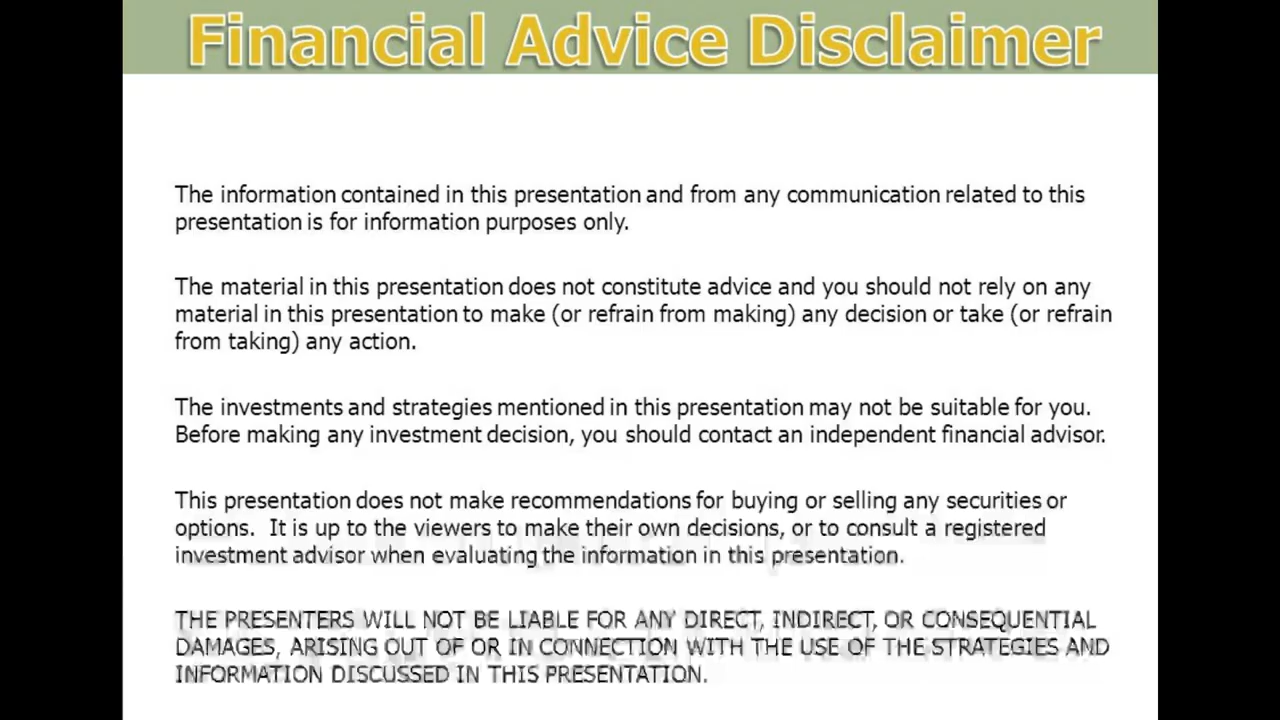 Financial Advice Disclaimer
The information contained in this presentation and from any communication related to this
presentation is for information purposes only.
The material in this presentation does not constitute advice and you should not rely on any
material in this presentation to make (or refrain from making) any decision or take (or refrain
from taking) any action.
The investments and strategies mentioned in this presentation may not be suitable for you.
Before making any investment decision, you should contact an independent financial advisor.
This presentation does not make recommendations for buying or selling any securities or
options.  It is up to the viewers to make their own decisions, or to consult a registered
investment advisor when evaluating the information in this presentation.
THE PRESENTERS WILL NOT BE LIABLE FOR ANY DIRECT, INDIRECT, OR CONSEQUENTIAL
DAMAGES, ARISING OUT OF OR IN CONNECTION WITH THE USE OF THE STRATEGIES AND
INFORMATION DISCUSSED IN THIS PRESENTATION.